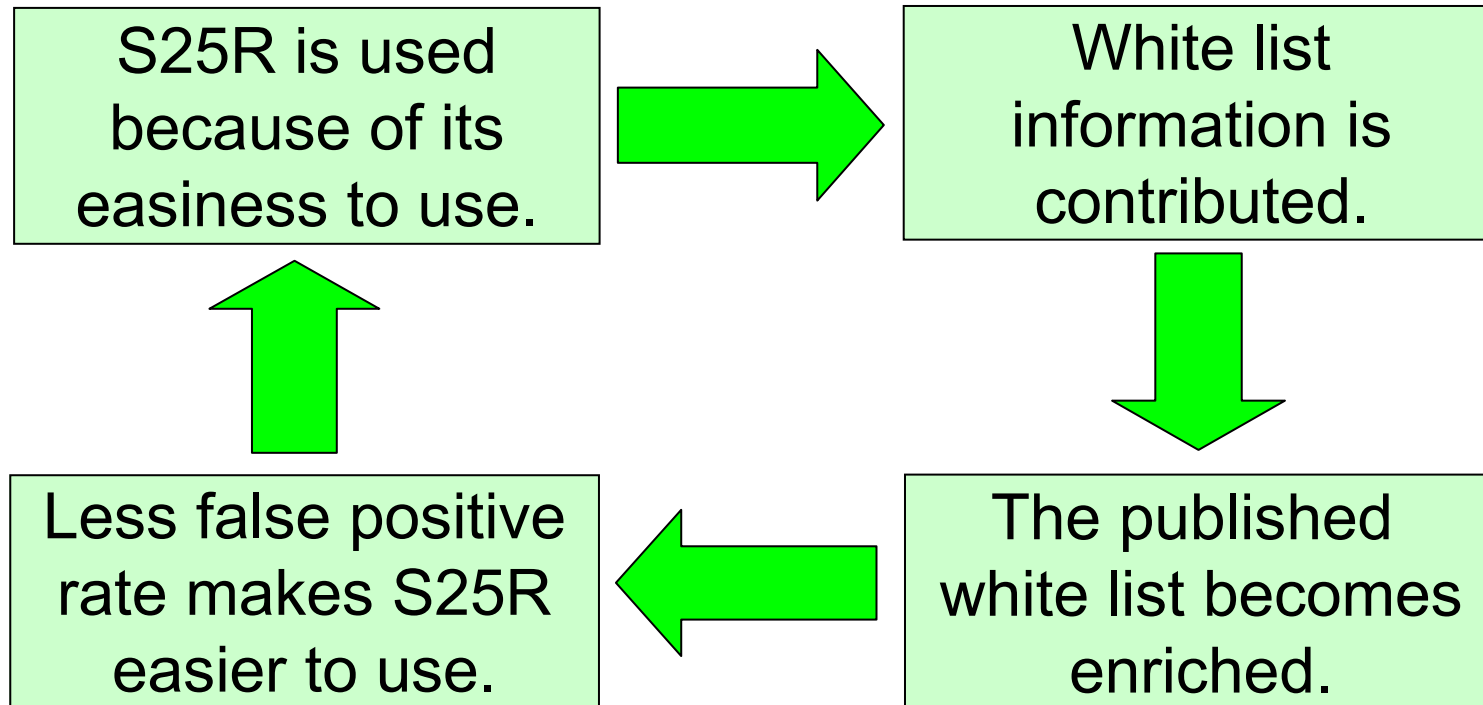 S25R is used
because of its
easiness to use.
White list
information is
contributed.
Less false positive
rate makes S25R
easier to use.
The published
white list becomes
enriched.